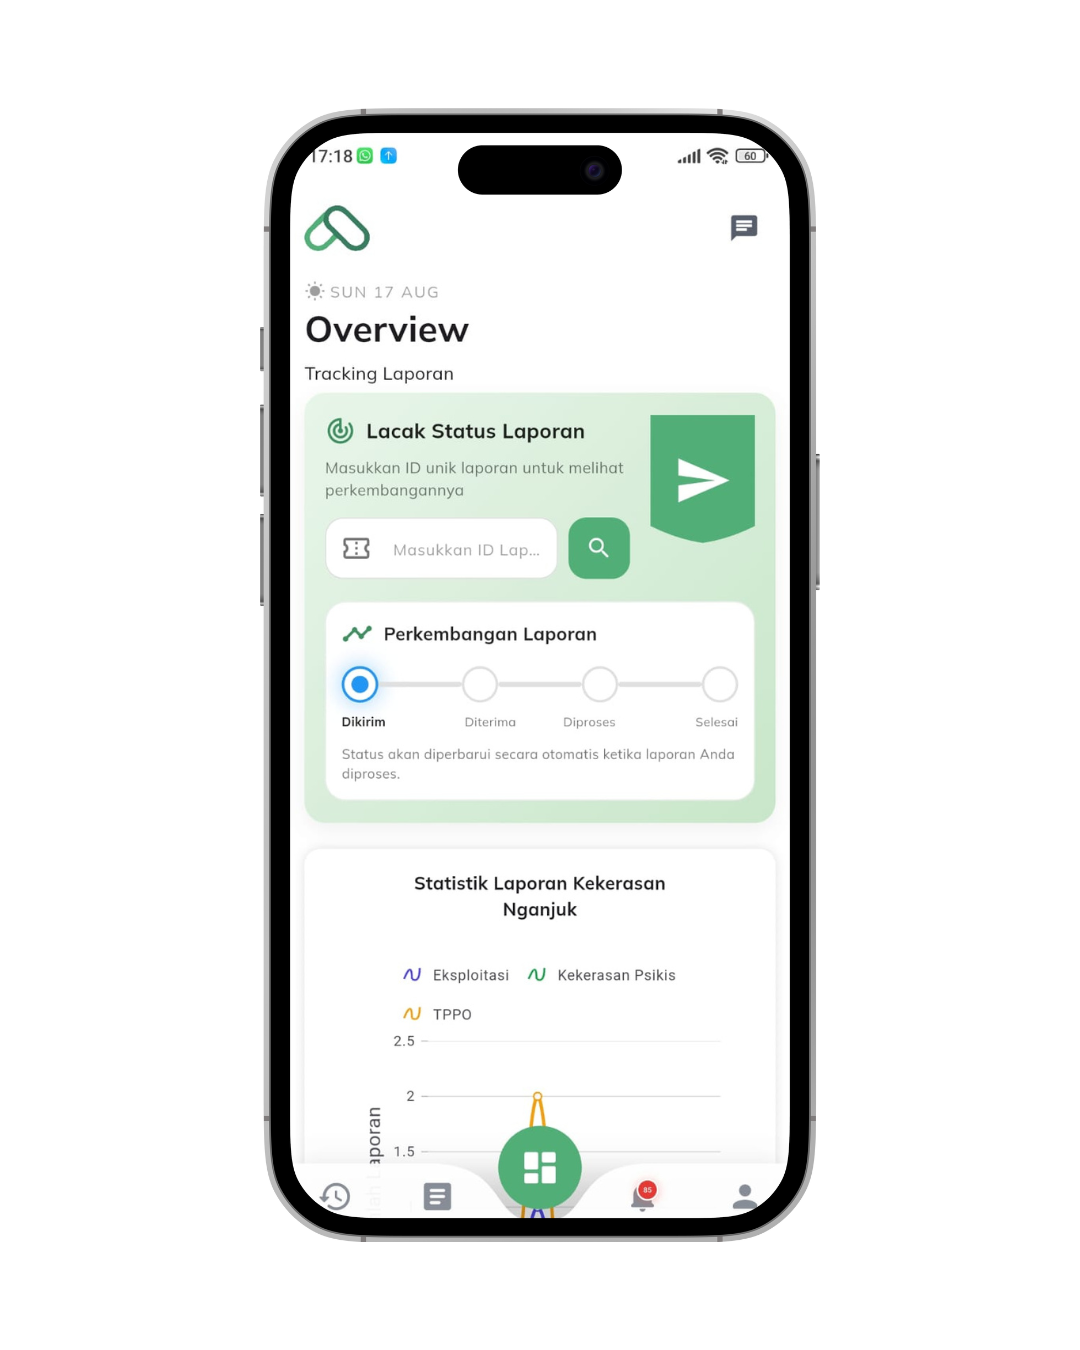 17:18
60
SUN 17 AUG
Overview
Tracking Laporan
Lacak Status Laporan
Masukkan ID unik laporan untuk melihat
perkembangannya
Masukkan ID Lap...
Perkembangan Laporan
Dikirim Diterima Diproses Selesai
Status akan diperbarui secara otomatis ketika laporan Anda
diproses.
Statistik Laporan Kekerasan
Nganjuk
Eksploitasi Kekerasan Psikis
TPPO
2.5
2
1.5
85